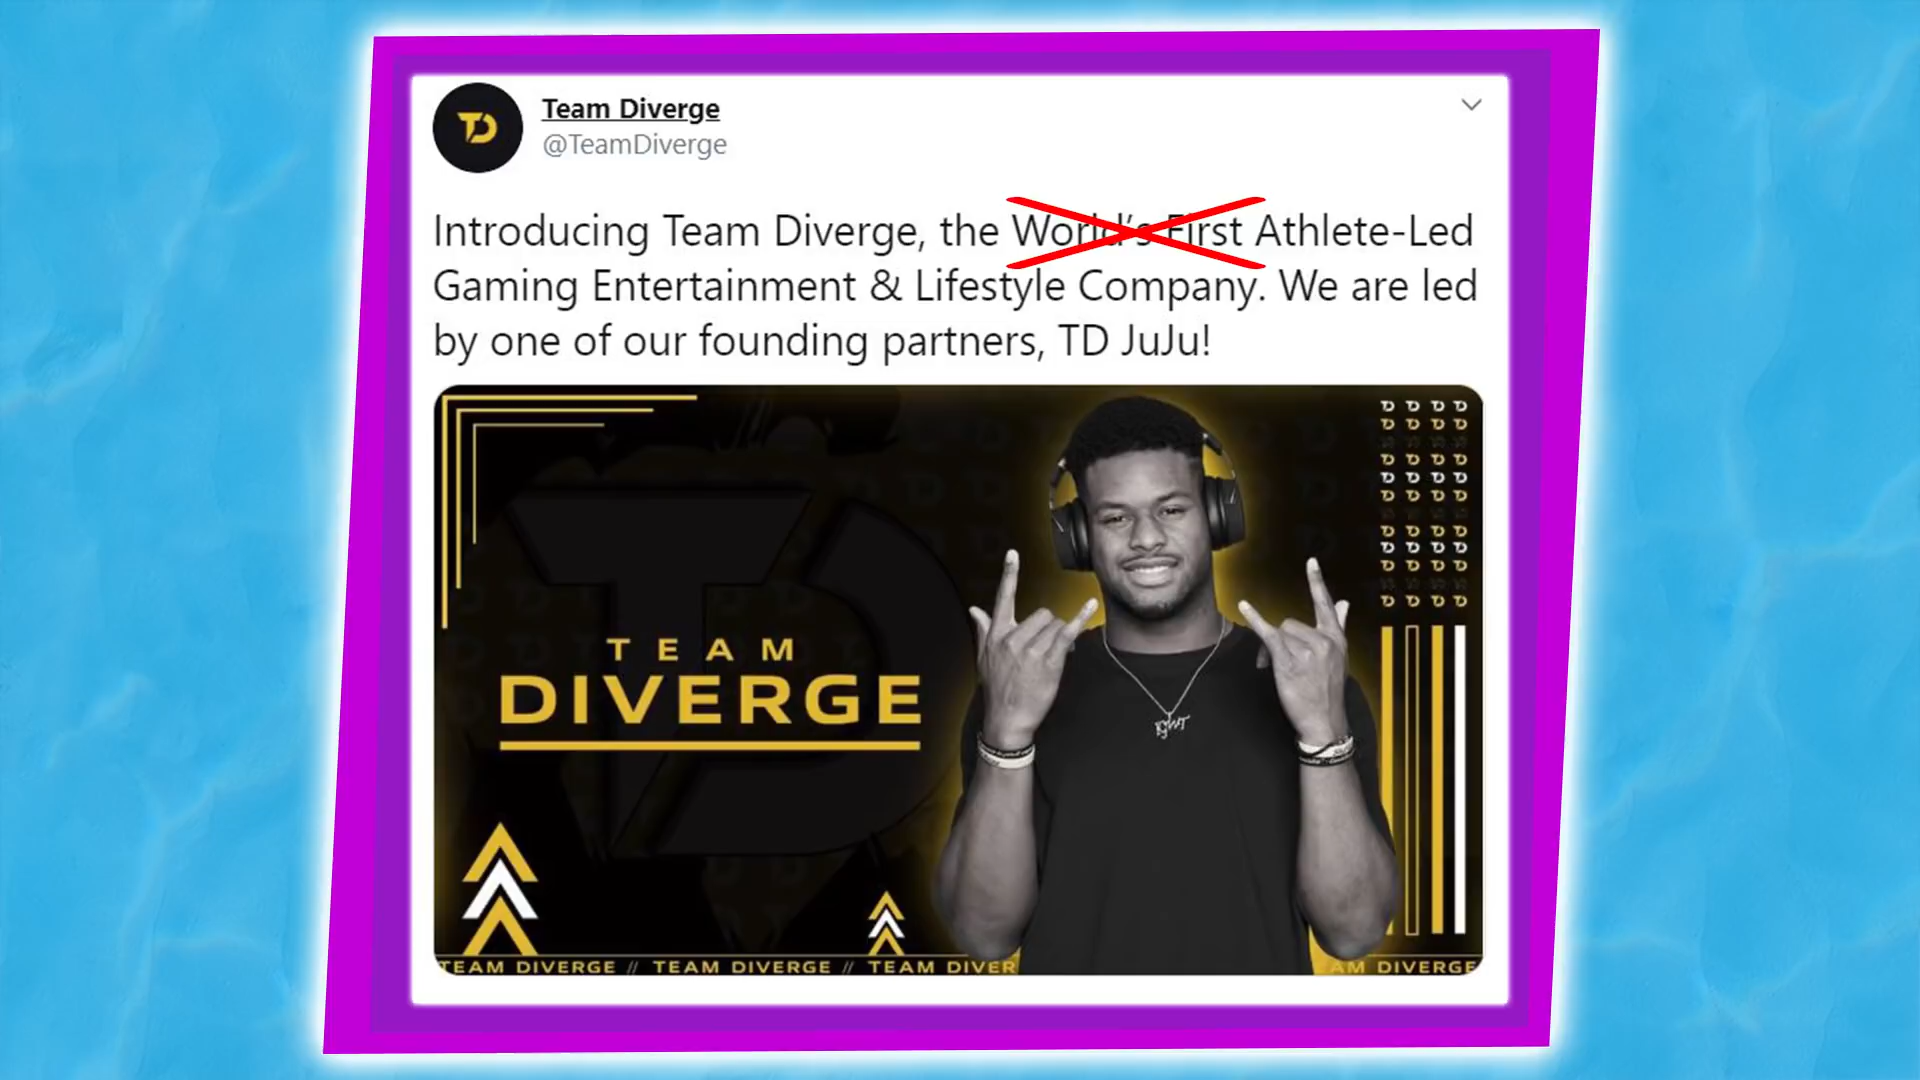 TD
Team Diverge
@TeamDiverge
Introducing Team Diverge, the World's First Athlete-Led
Gaming Entertainment & Lifestyle Company. We are led
by one of our founding partners, TD JuJu!
TEAM
DIVERGE
TEAM DIVERGE // TEAM DIVERGE // TEAM DIVER
AM DIVERGE